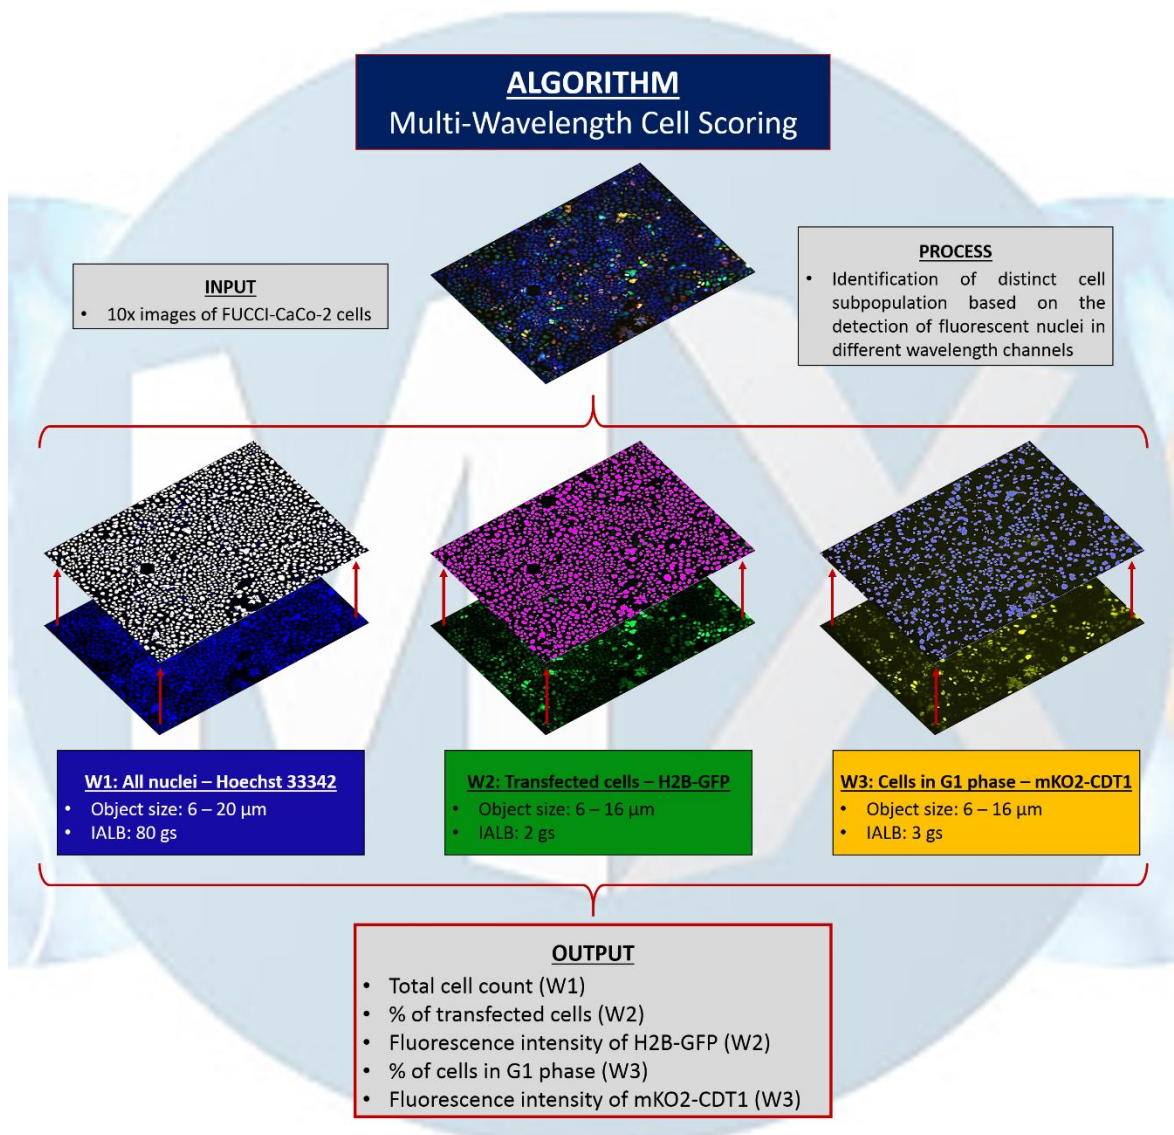 ALGORITHM
Multi-Wavelength Cell Scoring
INPUT
• 10x images of FUCCI-CaCo-2 cells
PROCESS
• Identification of distinct cell
subpopulation based on the
detection of fluorescent nuclei in
different wavelength channels
W1: All nuclei – Hoechst 33342
• Object size: 6 – 20 µm
• IALB: 80 gs
W2: Transfected cells – H2B-GFP
• Object size: 6 – 16 µm
• IALB: 2 gs
W3: Cells in G1 phase – mKO2-CDT1
• Object size: 6 – 16 µm
• IALB: 3 gs
OUTPUT
• Total cell count (W1)
• % of transfected cells (W2)
• Fluorescence intensity of H2B-GFP (W2)
• % of cells in G1 phase (W3)
• Fluorescence intensity of mKO2-CDT1 (W3)